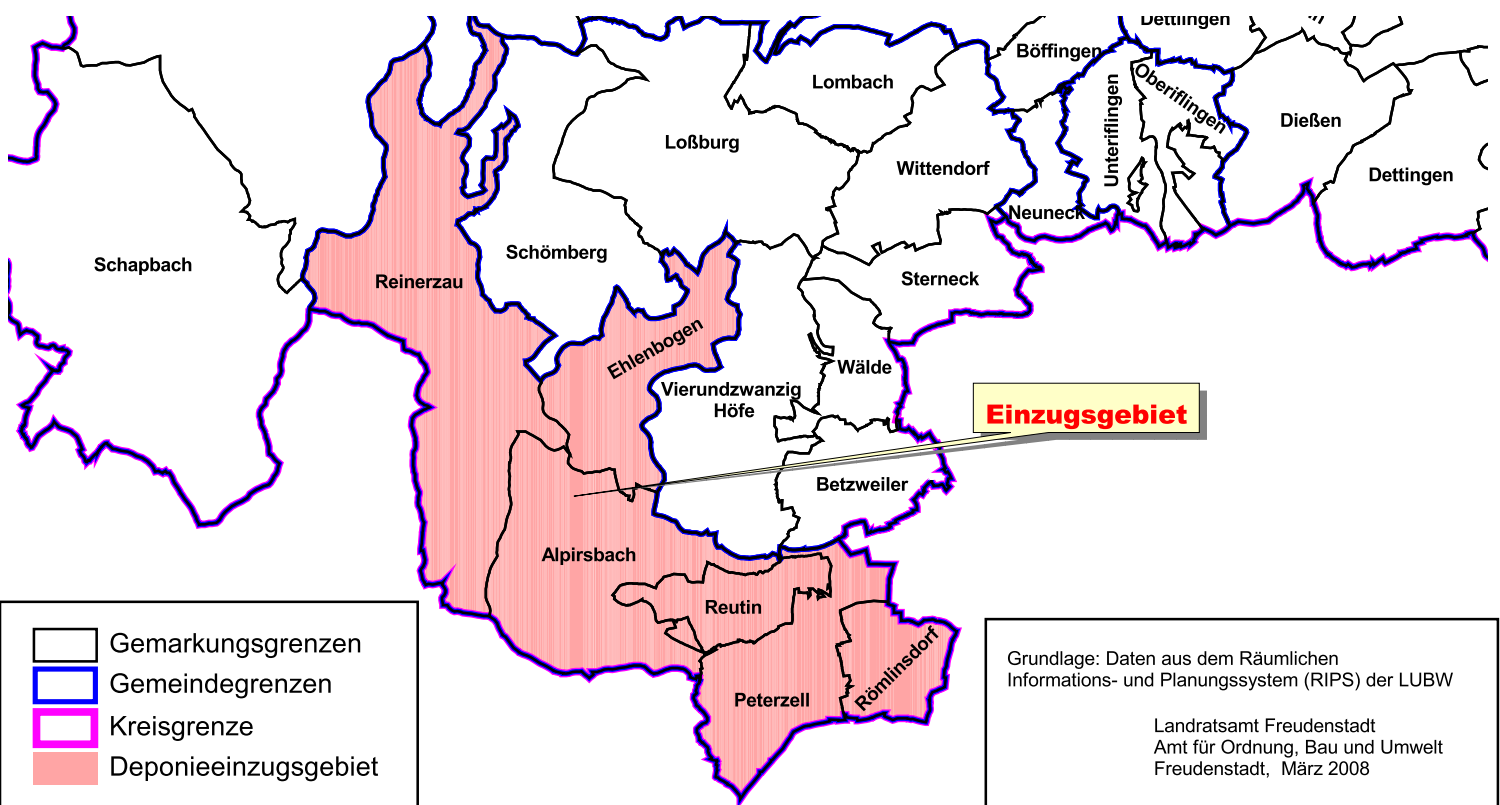 Dettlingen
Böffingen
Lombach
Oberiflingen
Unteriflingen
Dießen
Loßburg
Wittendorf
Dettingen
Neuneck
Schömberg
Schapbach
Reinerzau
Sterneck
Ehlenbogen
Wälde
Vierundzwanzig
Höfe
Einzugsgebiet
Betzweiler
Alpirsbach
Reutin
Römlinsdorf
Peterzell
Gemarkungsgrenzen
Gemeindegrenzen
Kreisgrenze
Deponieeinzugsgebiet
Grundlage: Daten aus dem Räumlichen
Informations- und Planungssystem (RIPS) der LUBW
Landratsamt Freudenstadt
Amt für Ordnung, Bau und Umwelt
Freudenstadt, März 2008